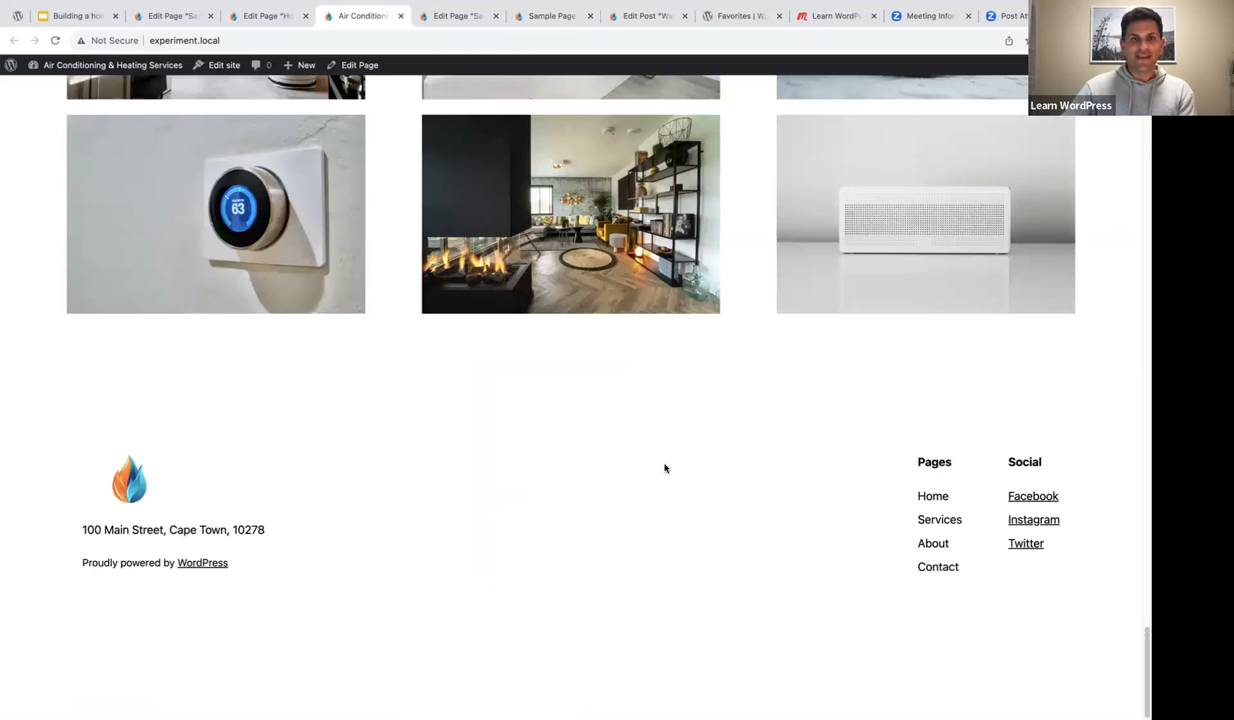 Building a ho
Edit Page "Sa
Edit Page "H
Air Condition
Edit Page "Sa
Sample Page
Edit Post "We
Favorites | W
Learn WordP
Meeting Infor
Post At
Not Secure experiment.local
Air Conditioning & Heating Services Edit site 0 New Edit Page
Learn WordPress
63
100 Main Street, Cape Town, 10278
Proudly powered by WordPress
Pages
Home
Services
About
Contact
Social
Facebook
Instagram
Twitter